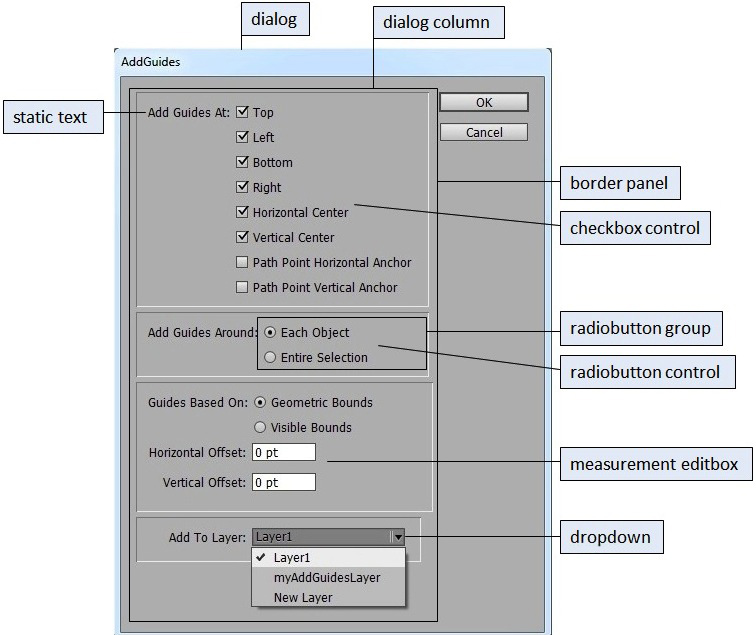 dialog
dialog column
AddGuides
static text
Add Guides At: Top
Left
Bottom
Right
Horizontal Center
Vertical Center
Path Point Horizontal Anchor
Path Point Vertical Anchor
OK
Cancel
border panel
checkbox control
Add Guides Around: Each Object
Entire Selection
radiobutton group
radiobutton control
Guides Based On: Geometric Bounds
Visible Bounds
Horizontal Offset: 0 pt
Vertical Offset: 0 pt
measurement editbox
Add To Layer: Layer1
Layer1
myAddGuidesLayer
New Layer
dropdown